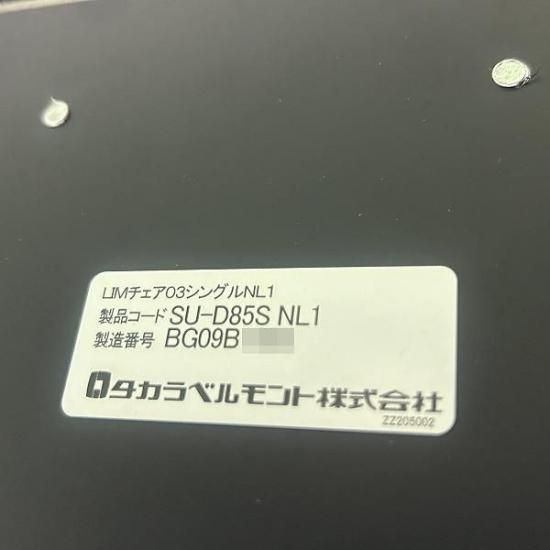 LIMチェア03シングルNL1
製品コード SU-D85S NL1
製造番号 BG09B
タカラベルモント株式会社
ZZ205002